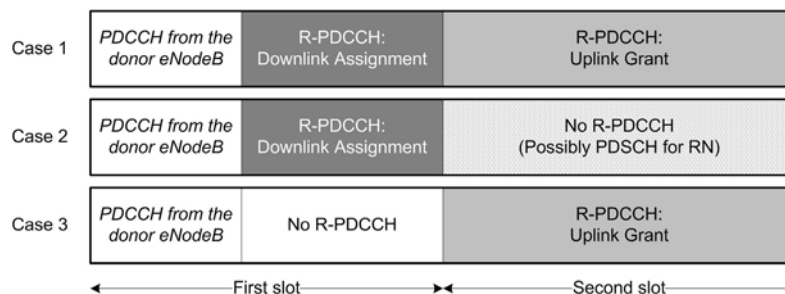 Case 1
PDCCH from the
donor eNodeB
R-PDCCH:
Downlink Assignment
R-PDCCH:
Uplink Grant
Case 2
PDCCH from the
donor eNodeB
R-PDCCH:
Downlink Assignment
No R-PDCCH
(Possibly PDSCH for RN)
Case 3
PDCCH from the
donor eNodeB
No R-PDCCH
R-PDCCH:
Uplink Grant
First slot
Second slot